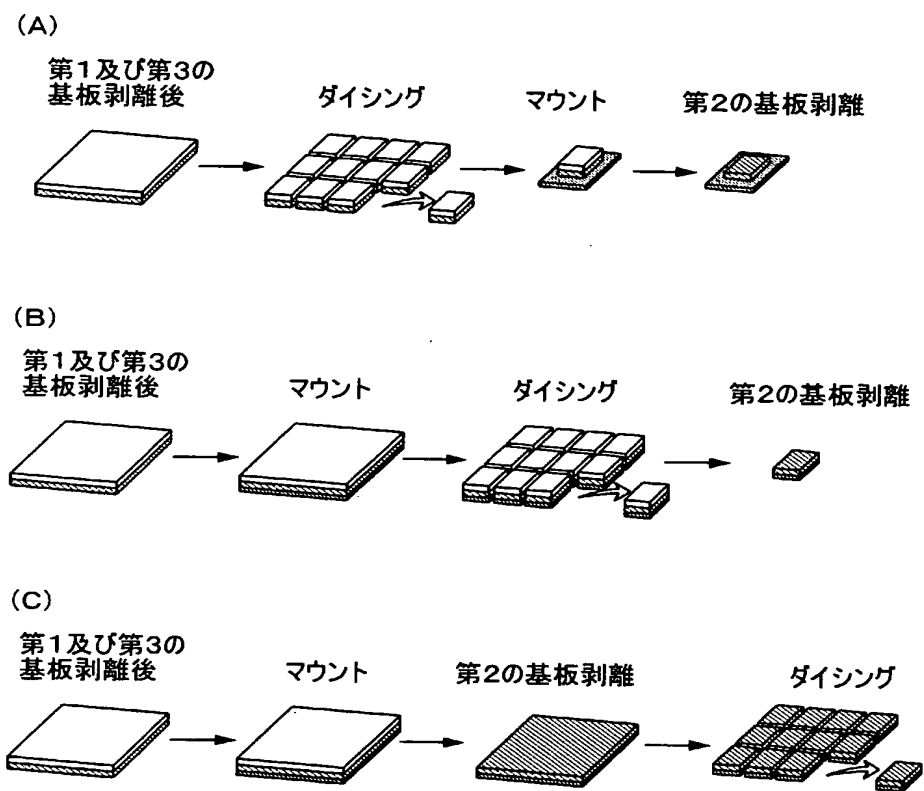 (A)
第1及び第3の
基板剥離後
ダイシング
マウント
第2の基板剥離
(B)
第1及び第3の
基板剥離後
マウント
ダイシング
第2の基板剥離
(C)
第1及び第3の
基板剥離後
マウント
第2の基板剥離
ダイシング